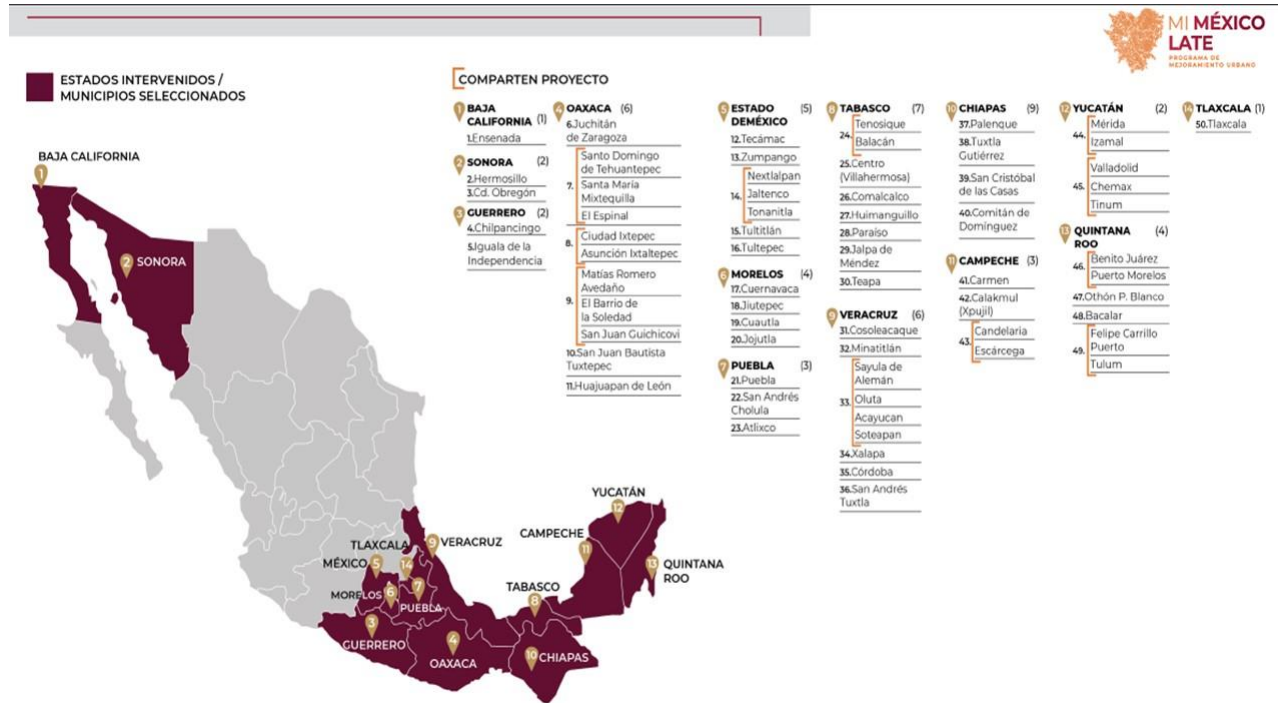 MI MÉXICO
LATE
PROGRAMA DE
MEJORAMIENTO URBANO
ESTADOS INTERVENIDOS /
MUNICIPIOS SELECCIONADOS
COMPARTEN PROYECTO
1 BAJA
CALIFORNIA (1)
1.Ensenada
2 SONORA (2)
2.Hermosillo
3.Cd. Obregón
3 GUERRERO (2)
4.Chilpancingo
5.Iguala de la
Independencia
4 OAXACA (6)
6.Juchitán
de Zaragoza
Santo Domingo
de Tehuantepec
7. Santa María
Mixtequilla
El Espinal
8. Ciudad Ixtepec
Asunción Ixtaltepec
Matías Romero
Avedaño
9. El Barrio de
la Soledad
San Juan Guichicovi
10.San Juan Bautista
Tuxtepec
11.Huajuapan de León
5 ESTADO (5)
DEMÉXICO
12.Tecámac
13.Zumpango
Nextlalpan
14. Jaltenco
Tonanitla
15.Tultitlán
16.Tultepec
6 MORELOS (4)
17.Cuernavaca
18.Jiutepec
19.Cuautla
20.Jojutla
7 PUEBLA (3)
21.Puebla
22.San Andrés
Cholula
23.Atlixco
8 TABASCO (7)
Tenosique
24. Balacán
25.Centro
(Villahermosa)
26.Comalcalco
27.Huimanguillo
28.Paraíso
29.Jalpa de
Méndez
30.Teapa
9 VERACRUZ (6)
31.Cosoleacaque
32.Minatitlán
Sayula de
Alemán
33. Oluta
Acayucan
Soteapan
34.Xalapa
35.Córdoba
36.San Andrés
Tuxtla
10 CHIAPAS (9)
37.Palenque
38.Tuxtla
Gutiérrez
39.San Cristóbal
de las Casas
40.Comitán de
Domínguez
11 CAMPECHE (3)
41.Carmen
42.Calakmul
(Xpujil)
43. Candelaria
Escárcega
12 YUCATÁN (2)
Mérida
44. Izamal
Valladolid
45. Chemax
Tinum
13 QUINTANA (4)
ROO
46. Benito Juárez
Puerto Morelos
47.Othón P. Blanco
48.Bacalar
49. Felipe Carrillo
Puerto
Tulum
14 TLAXCALA (1)
50.Tlaxcala
BAJA CALIFORNIA
1
2 SONORA
YUCATÁN
12
CAMPECHE
11
TLAXCALA
14
9 VERACRUZ
MÉXICO 5
13 QUINTANA
ROO
TABASCO
8
MORELOS 6
7
PUEBLA
3
GUERRERO
4
OAXACA
10 CHIAPAS